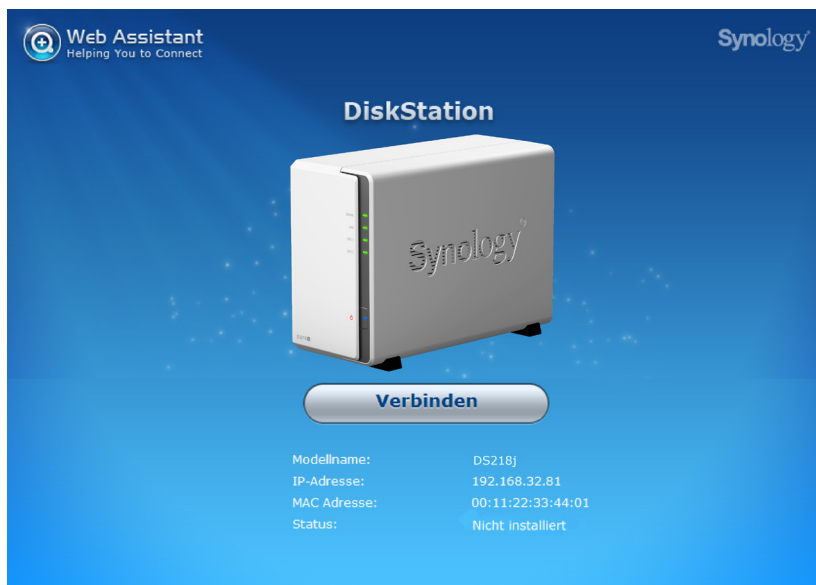 Web Assistant
Helping You to Connect
Synology
DiskStation
Synology
Verbinden
Modellname: DS218j
IP-Adresse: 192.168.32.81
MAC Adresse: 00:11:22:33:44:01
Status: Nicht installiert